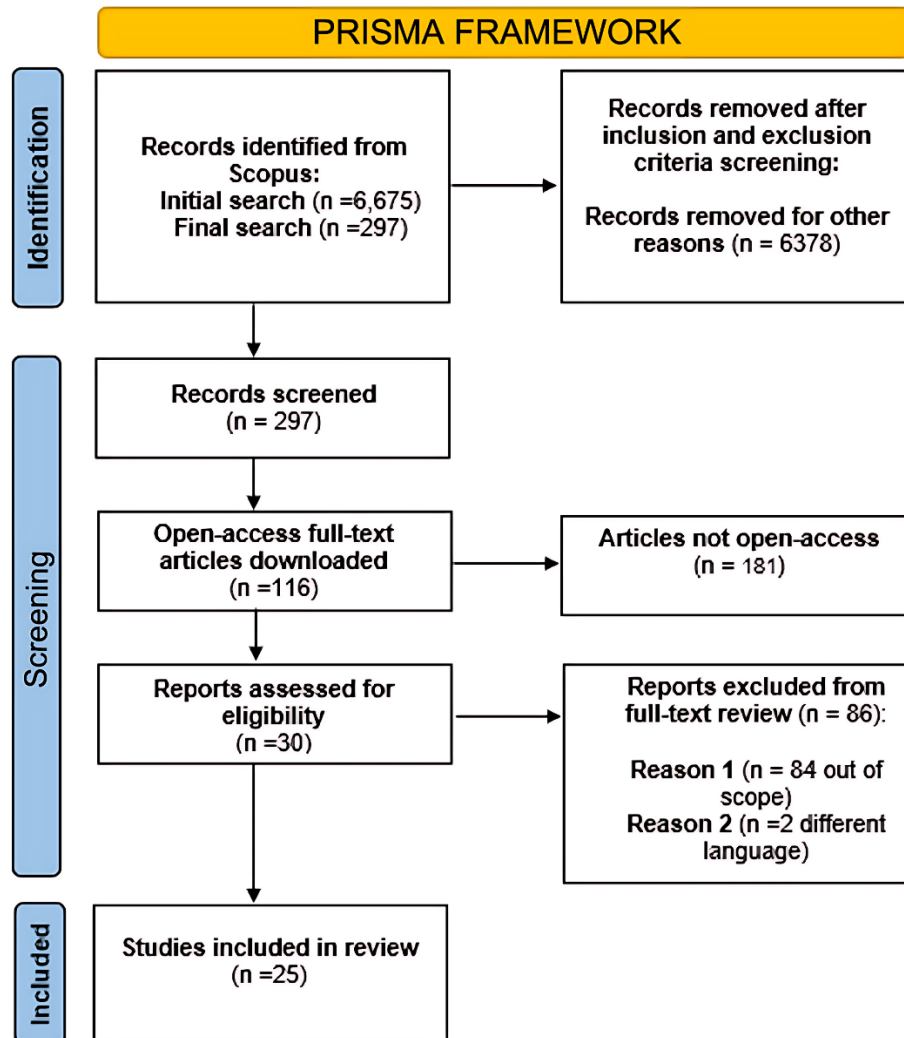 PRISMA FRAMEWORK
Identification
Records identified from
Scopus:
Initial search (n =6,675)
Final search (n =297)
Records removed after
inclusion and exclusion
criteria screening:
Records removed for other
reasons (n = 6378)
Screening
Records screened
(n = 297)
Open-access full-text
articles downloaded
(n =116)
Articles not open-access
(n = 181)
Reports assessed for
eligibility
(n =30)
Reports excluded from
full-text review (n = 86):
Reason 1 (n = 84 out of
scope)
Reason 2 (n =2 different
language)
Included
Studies included in review
(n =25)